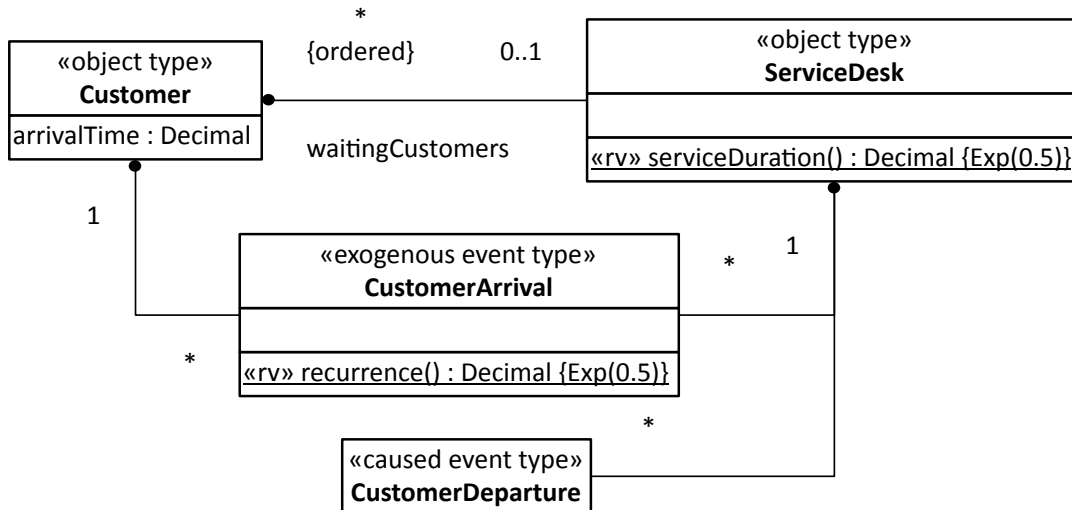 *
{ordered}
0..1
«object type»
Customer
arrivalTime : Decimal
waitingCustomers
«object type»
ServiceDesk
«rv» serviceDuration() : Decimal {Exp(0.5)}
1
1
*
«exogenous event type»
CustomerArrival
«rv» recurrence() : Decimal {Exp(0.5)}
*
*
«caused event type»
CustomerDeparture